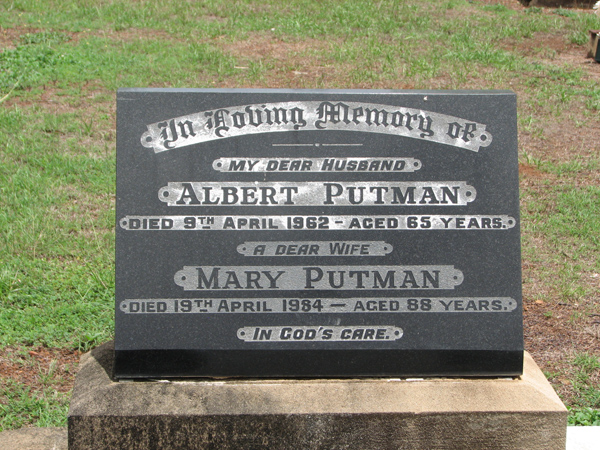 In Loving Memory of
MY DEAR HUSBAND
ALBERT PUTMAN
DIED 9TH APRIL 1962 - AGED 65 YEARS.
A DEAR WIFE
MARY PUTMAN
DIED 19TH APRIL 1984 - AGED 88 YEARS.
IN GOD'S CARE.